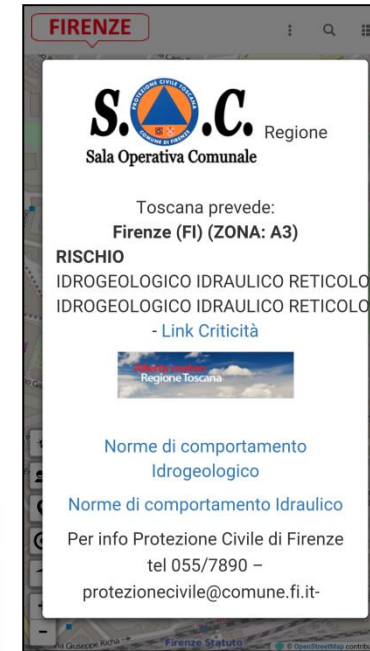 FIRENZE
S. .C. Regione
Sala Operativa Comunale
Toscana prevede:
Firenze (FI) (ZONA: A3)
RISCHIO
IDROGEOLOGICO IDRAULICO RETICOLO
IDROGEOLOGICO IDRAULICO RETICOLO
- Link Criticità
Regione Toscana
Norme di comportamento
Idrogeologico
Norme di comportamento Idraulico
Per info Protezione Civile di Firenze
tel 055/7890 –
protezionecivile@comune.fi.it-
Firenze Statuto
© OpenStreetMap contrib